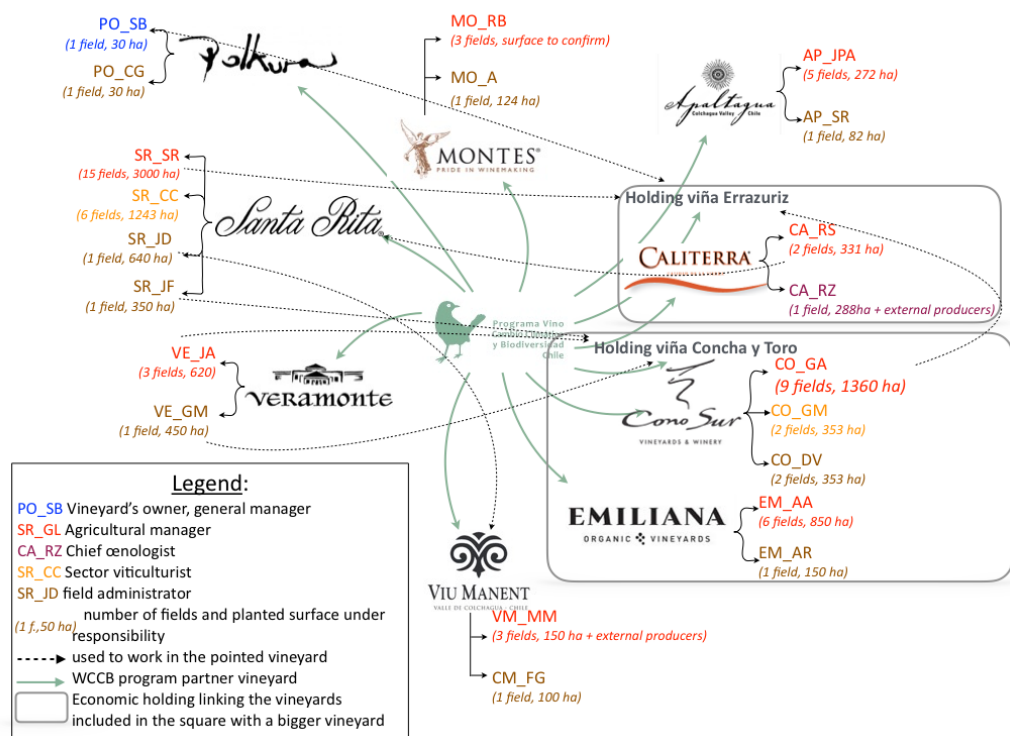 PO_SB
(1 field, 30 ha)
PO_CG
(1 field, 30 ha)
Polkura
MO_RB
(3 fields, surface to confirm)
MO_A
(1 field, 124 ha)
MONTES®
PRIDE IN WINEMAKING
Apaltagua
Colchagua Valley Chile
AP_JPA
(5 fields, 272 ha)
AP_SR
(1 field, 82 ha)
SR_SR
(15 fields, 3000 ha)
SR_CC
(6 fields, 1243 ha)
SR_JD
(1 field, 640 ha)
SR_JF
(1 field, 350 ha)
Santa Rita®
Holding viña Errazuriz
CALITERRA®
CA_RS
(2 fields, 331 ha)
CA_RZ
(1 field, 288ha + external producers)
Programa Vino
y Biodiversidad
Chile
VE_JA
(3 fields, 620)
VE_GM
(1 field, 450 ha)
VERAMONTE
Holding viña Concha y Toro
Cono Sur
VINEYARDS & WINERY
CO_GA
(9 fields, 1360 ha)
CO_GM
(2 fields, 353 ha)
CO_DV
(2 fields, 353 ha)
EMILIANA
ORGANIC VINEYARDS
EM_AA
(6 fields, 850 ha)
EM_AR
(1 field, 150 ha)
VIU MANENT
VALLE DE COLCHAGUA - CHILE
VM_MM
(3 fields, 150 ha + external producers)
CM_FG
(1 field, 100 ha)
Legend:
PO_SB Vineyard's owner, general manager
SR_GL Agricultural manager
CA_RZ Chief œnologist
SR_CC Sector viticulturist
SR_JD field administrator
(1 f.,50 ha) number of fields and planted surface under
responsibility
used to work in the pointed vineyard
WCCB program partner vineyard
Economic holding linking the vineyards
included in the square with a bigger vineyard